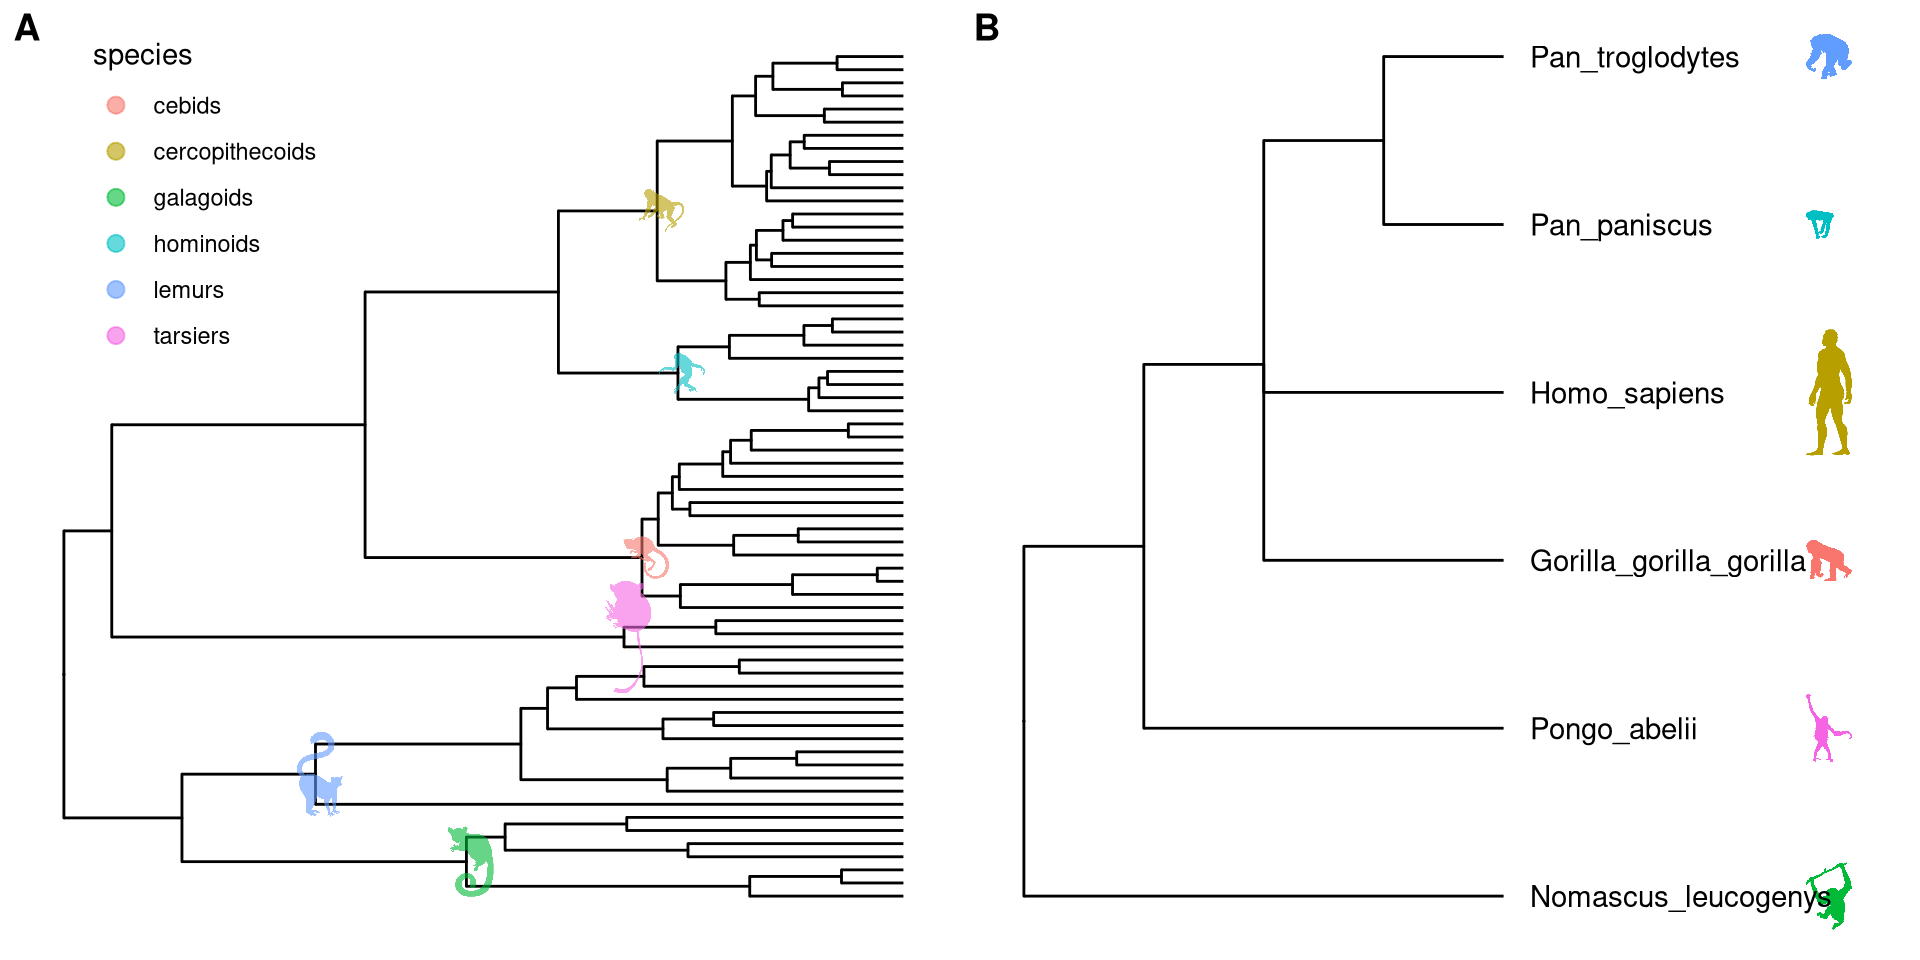 A
species
cebids
cercopithecoids
galagoids
hominoids
lemurs
tarsiers
B
Pan_troglodytes
Pan_paniscus
Homo_sapiens
Gorilla_gorilla_gorilla
Pongo_abelii
Nomascus_leucogenys